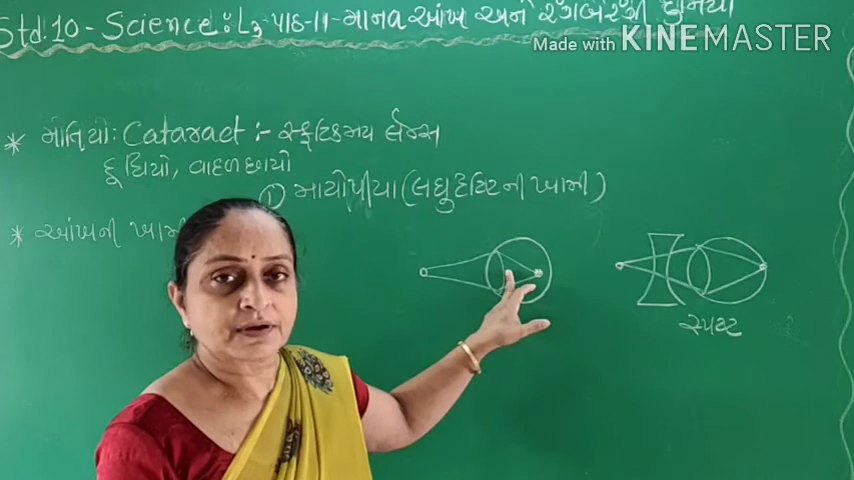 Std.10 - Science : L3 પાઠ-11 - માનવ આંખ અને રંગબેરંગી દુનિયા
Made with KINEMASTER
* મોતિયો: Cataract :- સ્ફટિકમય લેન્સ
દૂધિયો, વાદળછાયો
① માયોપીયા (લઘુદ્રષ્ટિની ખામી)
* આંખની ખામી
સ્પષ્ટ